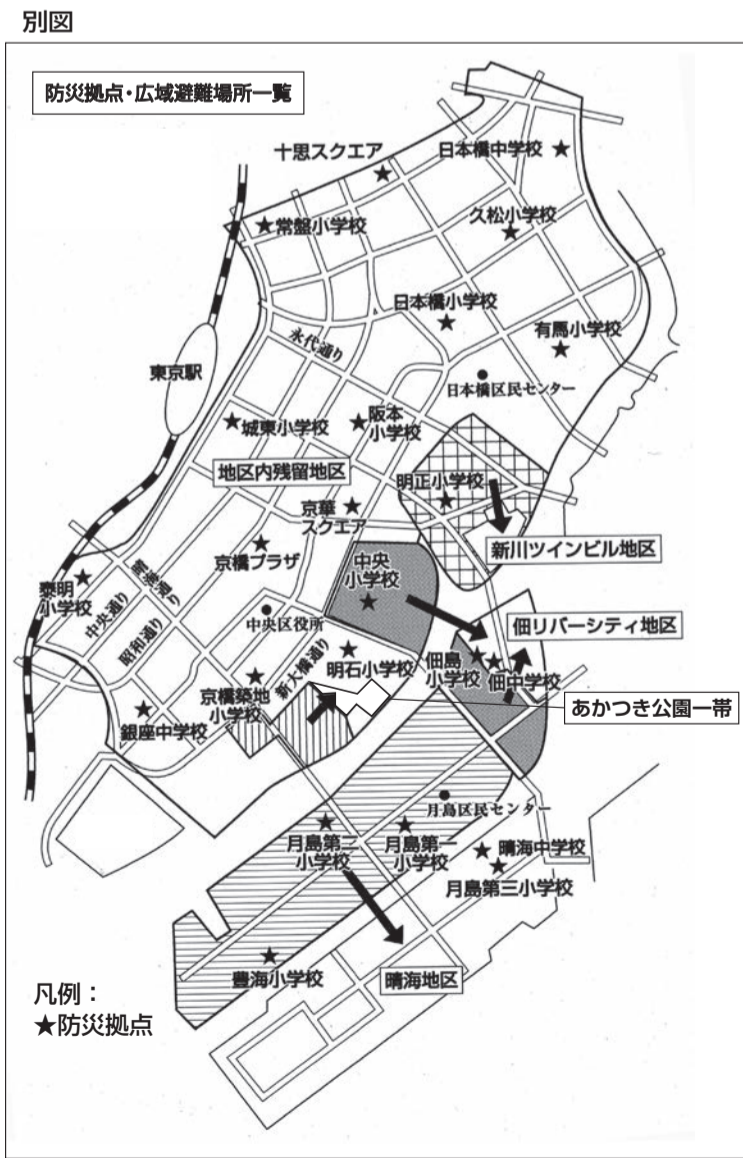 別図
防災拠点・広域避難場所一覧
十思スクエア
日本橋中学校
常盤小学校
久松小学校
日本橋小学校
有馬小学校
永代通り
東京駅
日本橋区民センター
城東小学校
阪本
小学校
地区内残留地区
明正小学校
京華
スクエア
新川ツインビル地区
京橋プラザ
中央
小学校
晴海通り
泰明
小学校
中央通り
昭和通り
中央区役所
佃リバーシティ地区
新大橋通り
明石小学校
佃島
小学校
佃中学校
京橋築地
小学校
銀座中学校
あかつき公園一帯
月島区民センター
月島第二
小学校
月島第一
小学校
晴海中学校
月島第三小学校
豊海小学校
晴海地区
凡例：
★防災拠点